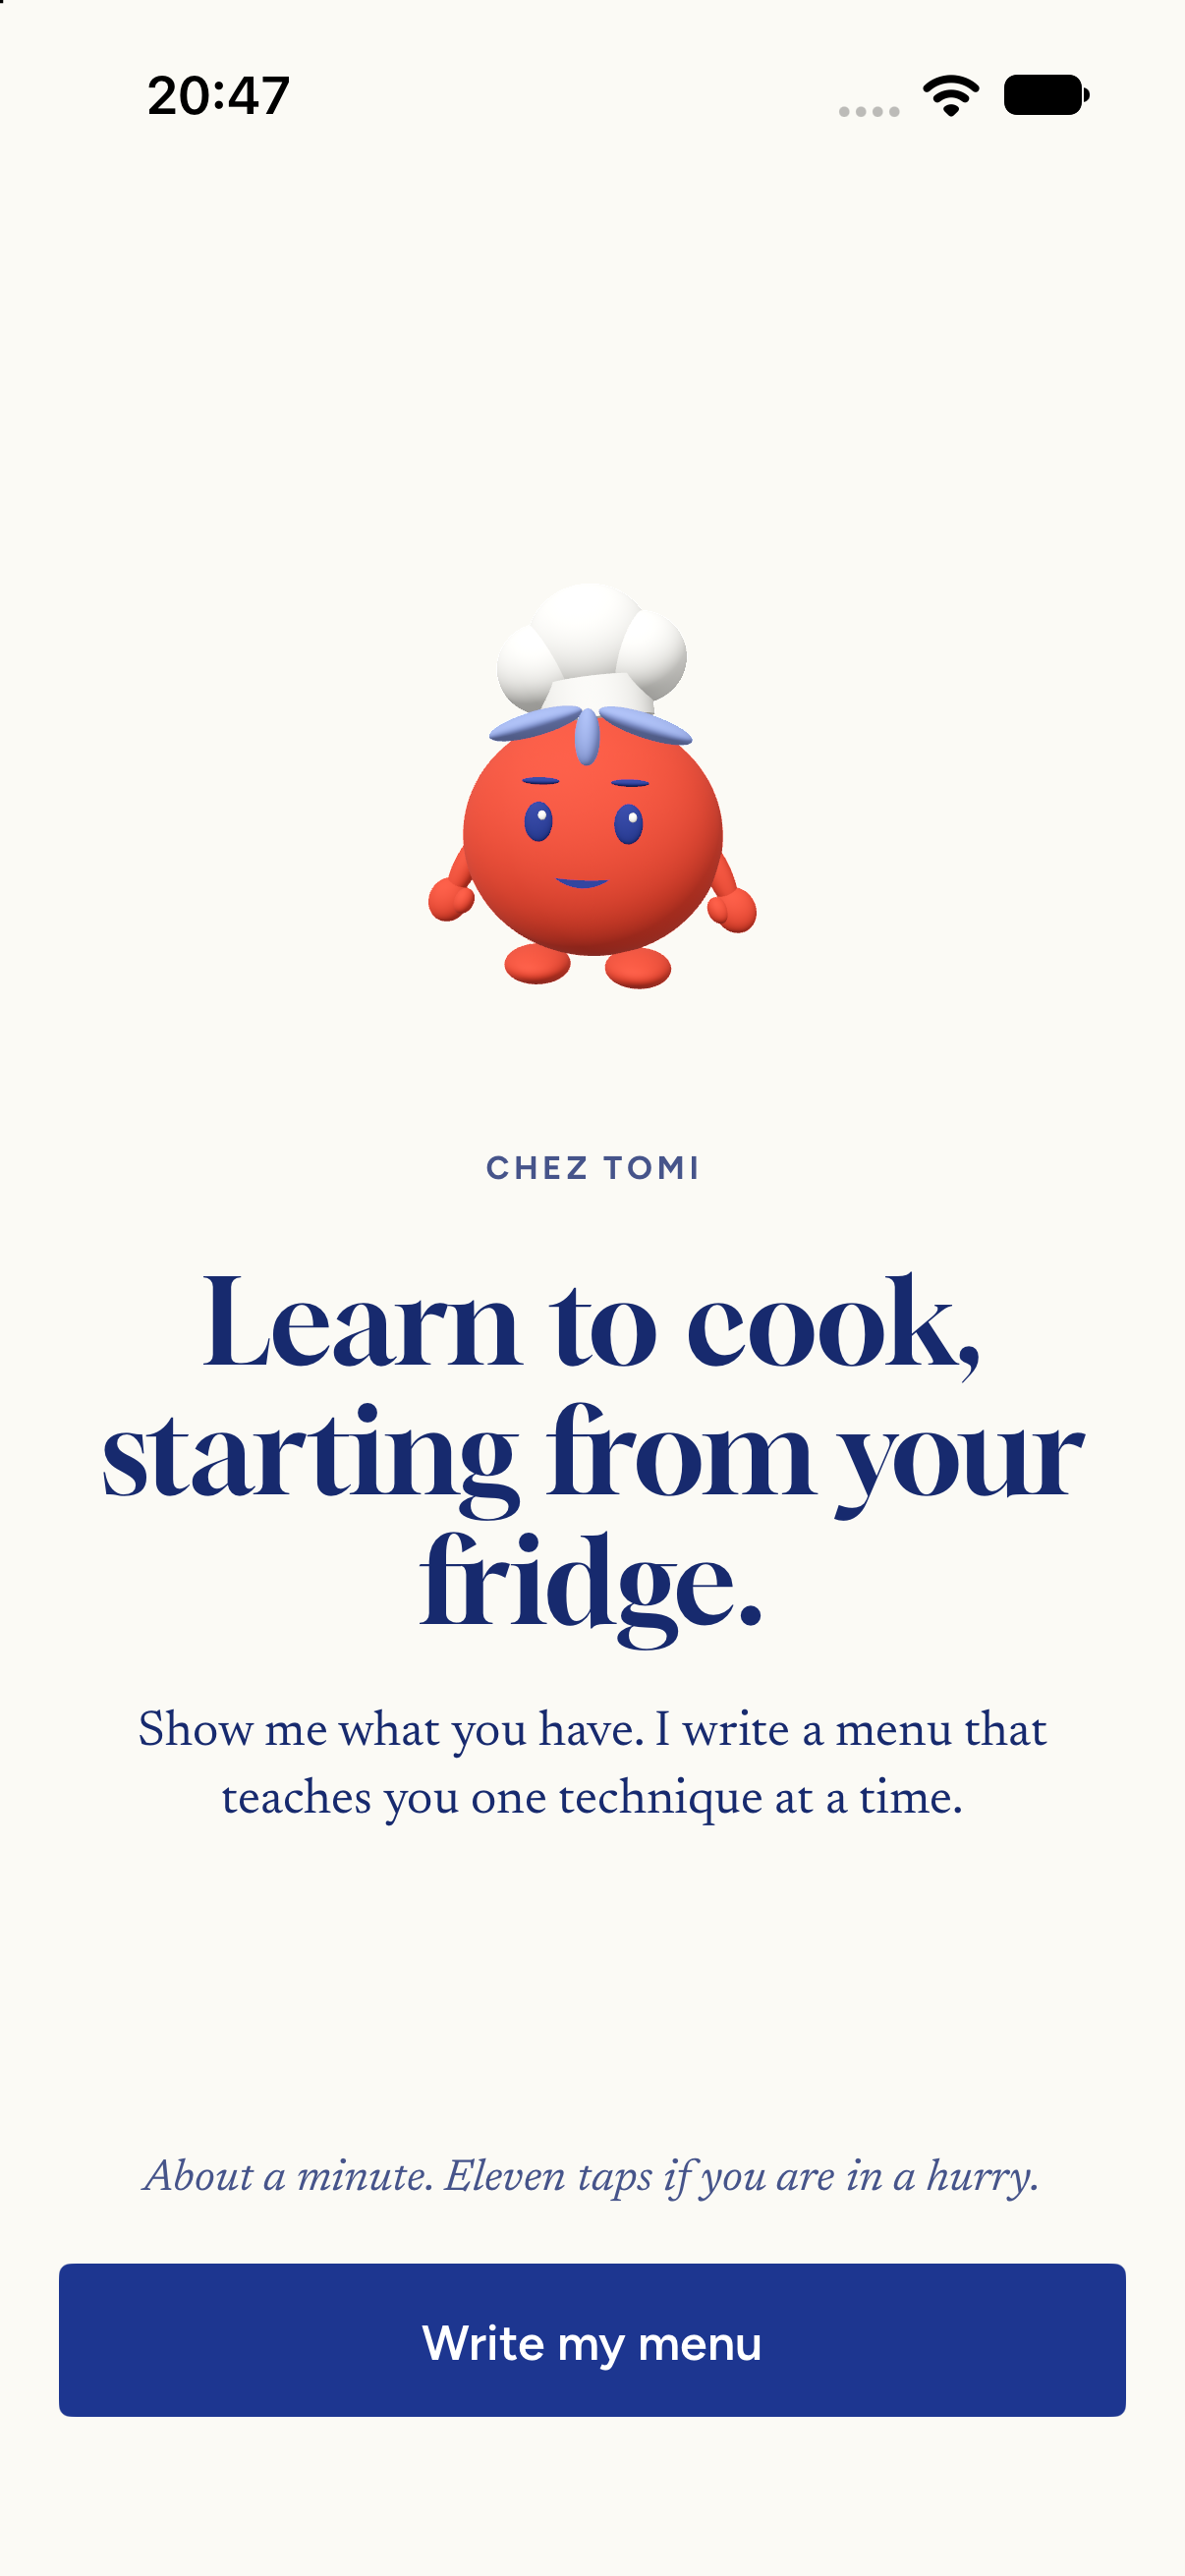 20:47
CHEZ TOMI
Learn to cook,
starting from your
fridge.
Show me what you have. I write a menu that
teaches you one technique at a time.
About a minute. Eleven taps if you are in a hurry.
Write my menu